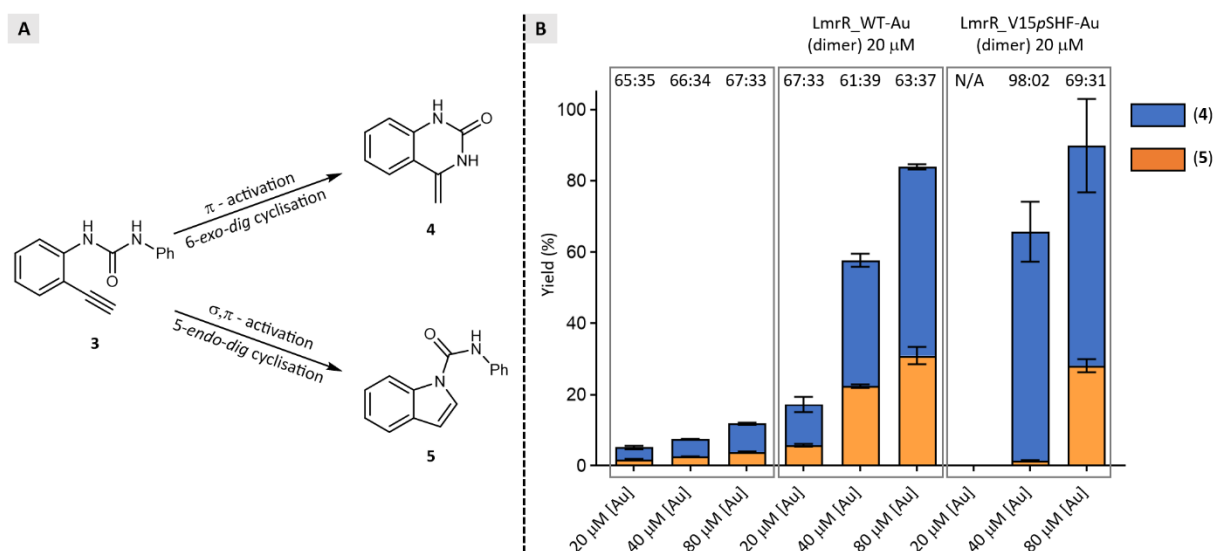 A
H
N
H
N
Ph
O
3
π - activation
6-exo-dig cyclisation
σ,π - activation
5-endo-dig cyclisation
H
N
O
NH
4
O
H
N
Ph
N
5
B
LmrR_WT-Au
(dimer) 20 μM
LmrR_V15pSHF-Au
(dimer) 20 μM
65:35 66:34 67:33 67:33 61:39 63:37 N/A 98:02 69:31
(4)
(5)
Yield (%)
100
80
60
40
20
0
20 μM [Au]
40 μM [Au]
80 μM [Au]
20 μM [Au]
40 μM [Au]
80 μM [Au]
20 μM [Au]
40 μM [Au]
80 μM [Au]